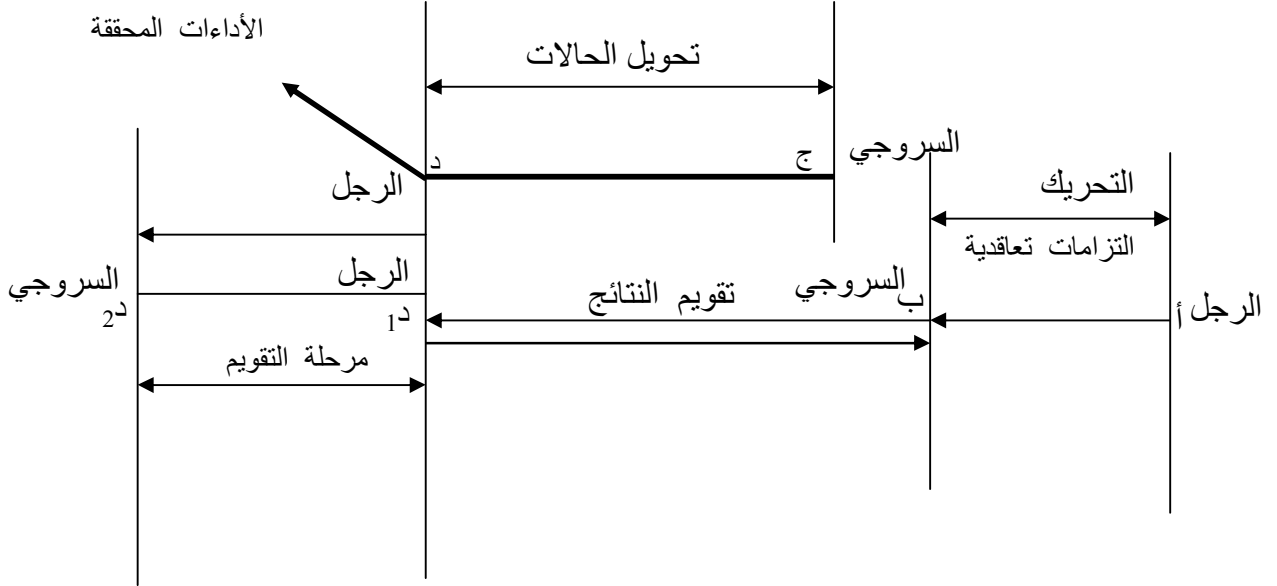 الأداءات المحققة
تحويل الحالات
السروجي
ج
د
الرجل
التحريك
التزامات تعاقدية
الرجل
السروجي
د2
د1
تقويم النتائج
السروجي
ب
أ
الرجل
مرحلة التقويم